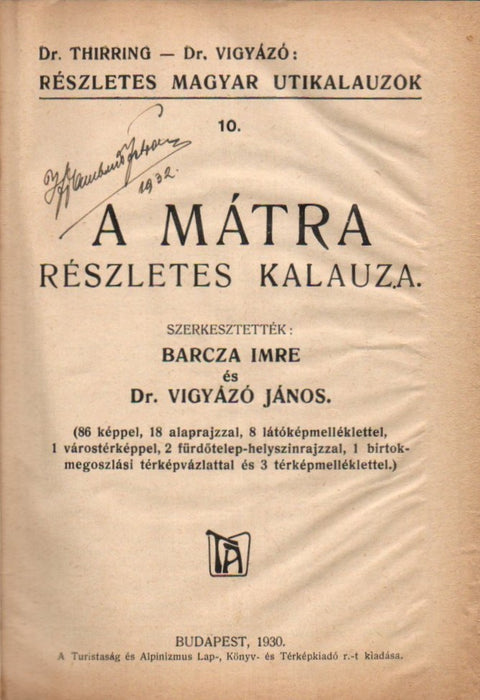 Dr. THIRRING — Dr. VIGYÁZÓ:
RÉSZLETES MAGYAR UTIKALAUZOK
10.
1932.
A MÁTRA
RÉSZLETES KALAUZA.
SZERKESZTETTÉK:
BARCZA IMRE
és
Dr. VIGYÁZÓ JÁNOS.
(86 képpel, 18 alaprajzzal, 8 látóképmelléklettel,
1 várostérképpel, 2 fürdőtelep-helyszinrajzzal, 1 birtok-
megoszlási térképvázlattal és 3 térképmelléklettel.)
TA
BUDAPEST, 1930.
A Turistaság és Alpinizmus Lap-, Könyv- és Térképkiadó r.-t kiadása.